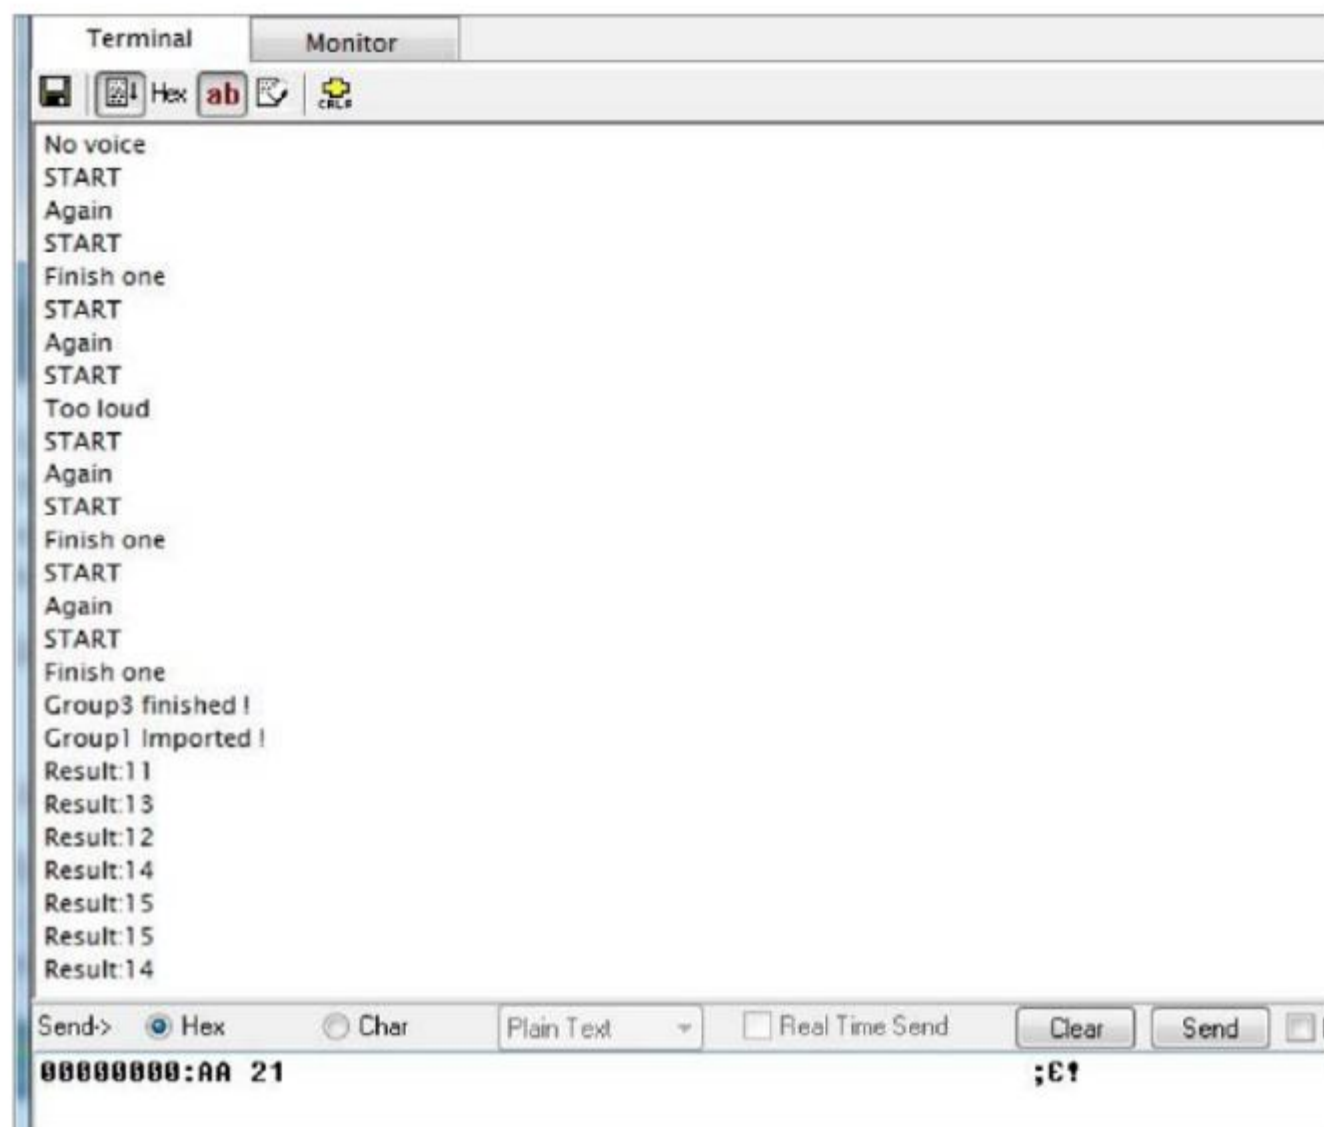 Terminal Monitor
Hex ab CRLF
No voice
START
Again
START
Finish one
START
Again
START
Too loud
START
Again
START
Finish one
START
Again
START
Finish one
Group3 finished !
Group1 Imported !
Result:11
Result:13
Result:12
Result:14
Result:15
Result:15
Result:14
Send-> Hex Char Plain Text Real Time Send Clear Send
00000000:AA 21 ;Є!